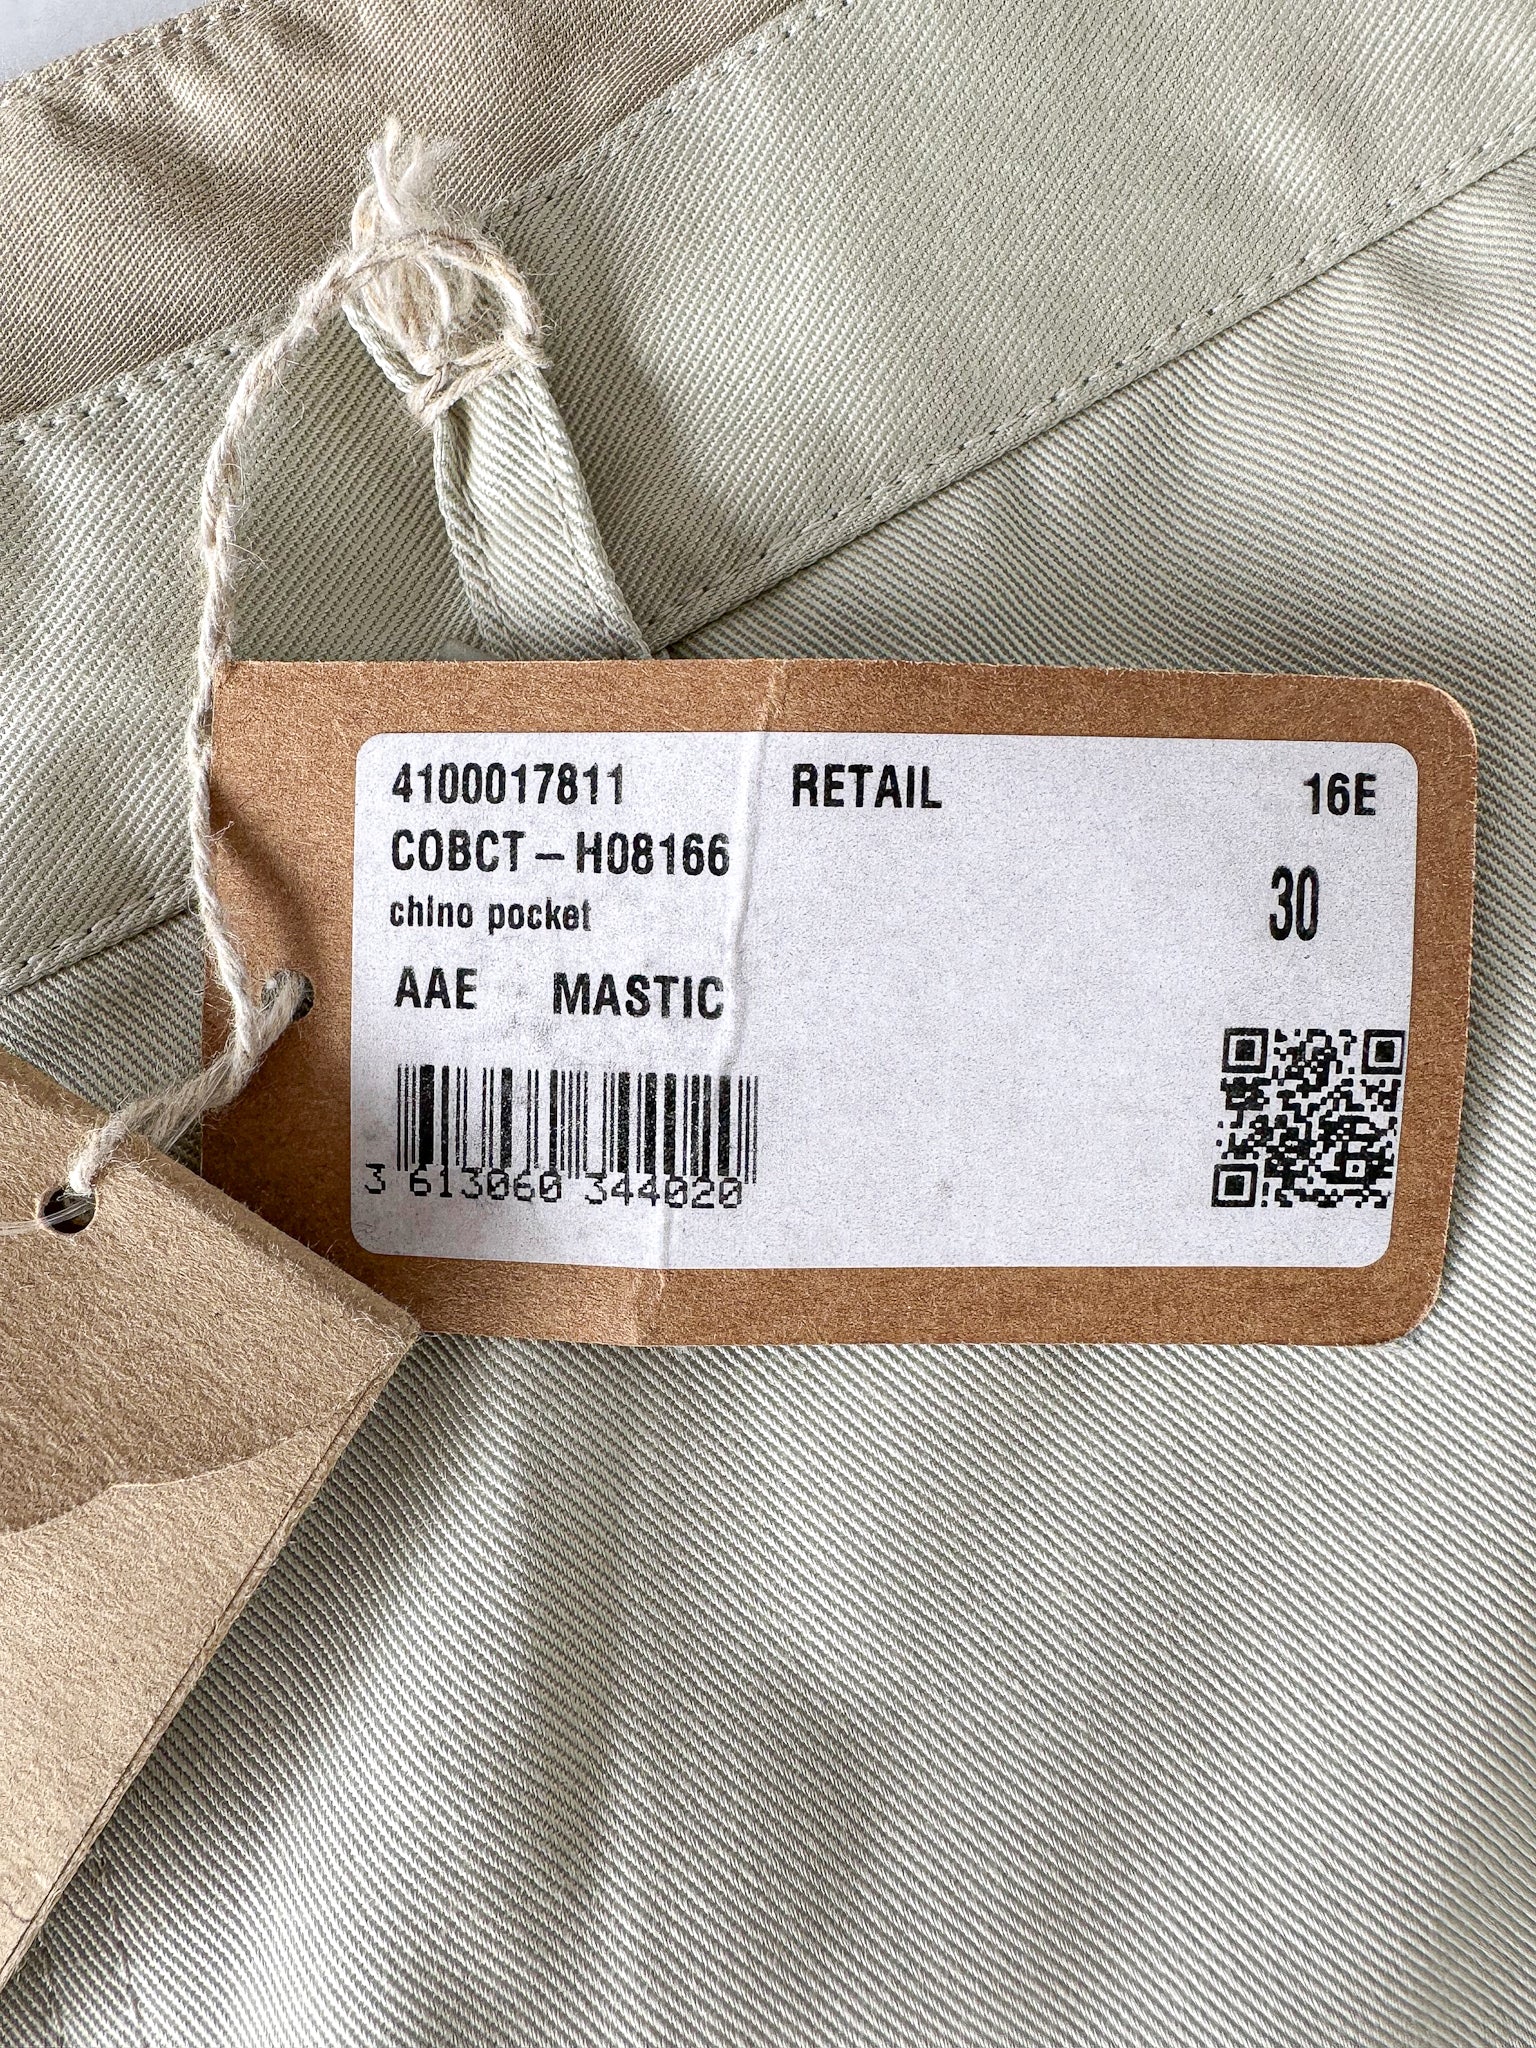 4100017811 RETAIL 16E
COBCT-H08166
30
chino pocket
AAE MASTIC
3 613060 344020